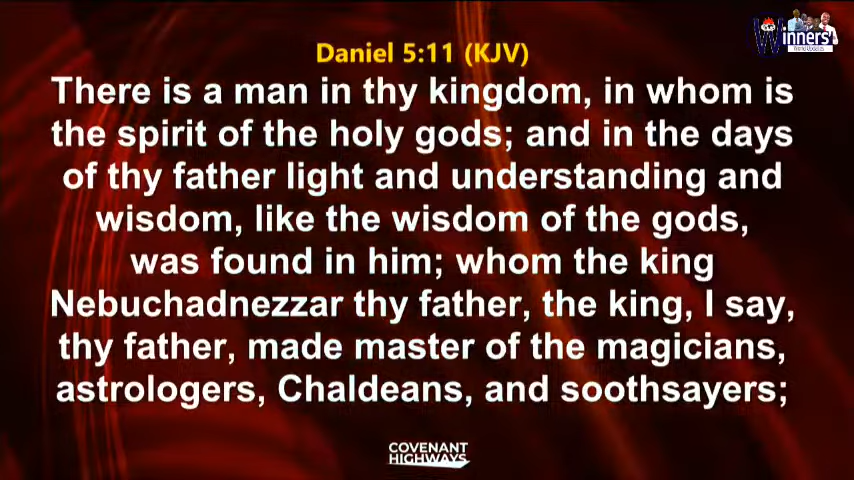 Winners
Daniel 5:11 (KJV)
There is a man in thy kingdom, in whom is
the spirit of the holy gods; and in the days
of thy father light and understanding and
wisdom, like the wisdom of the gods,
was found in him; whom the king
Nebuchadnezzar thy father, the king, I say,
thy father, made master of the magicians,
astrologers, Chaldeans, and soothsayers;
COVENANT
HIGHWAYS